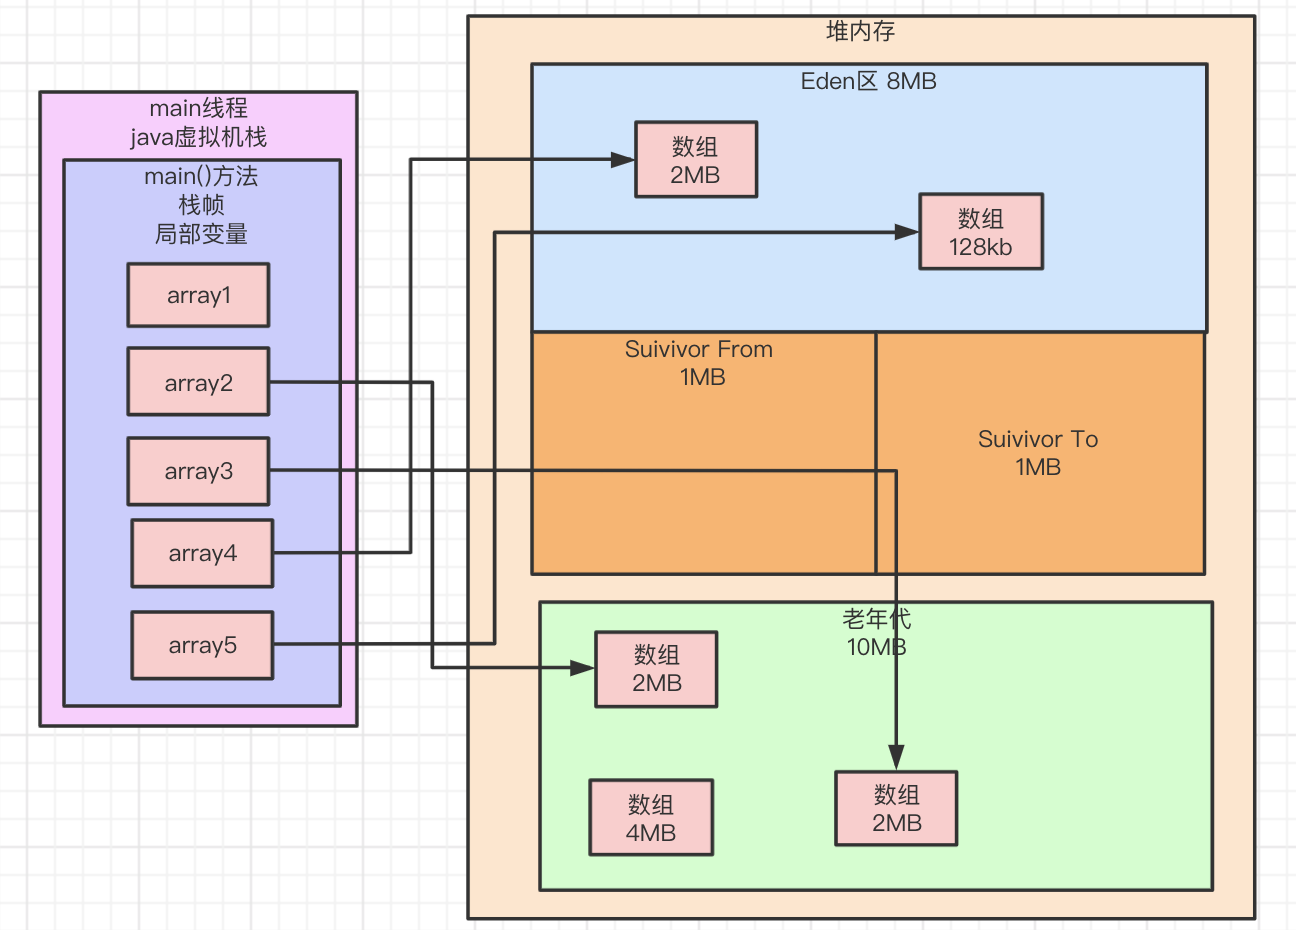 堆内存
Eden区 8MB
数组
2MB
数组
128kb
main线程
java虚拟机栈
main()方法
栈帧
局部变量
array1
array2
array3
array4
array5
Suivivor From
1MB
Suivivor To
1MB
老年代
10MB
数组
2MB
数组
4MB
数组
2MB